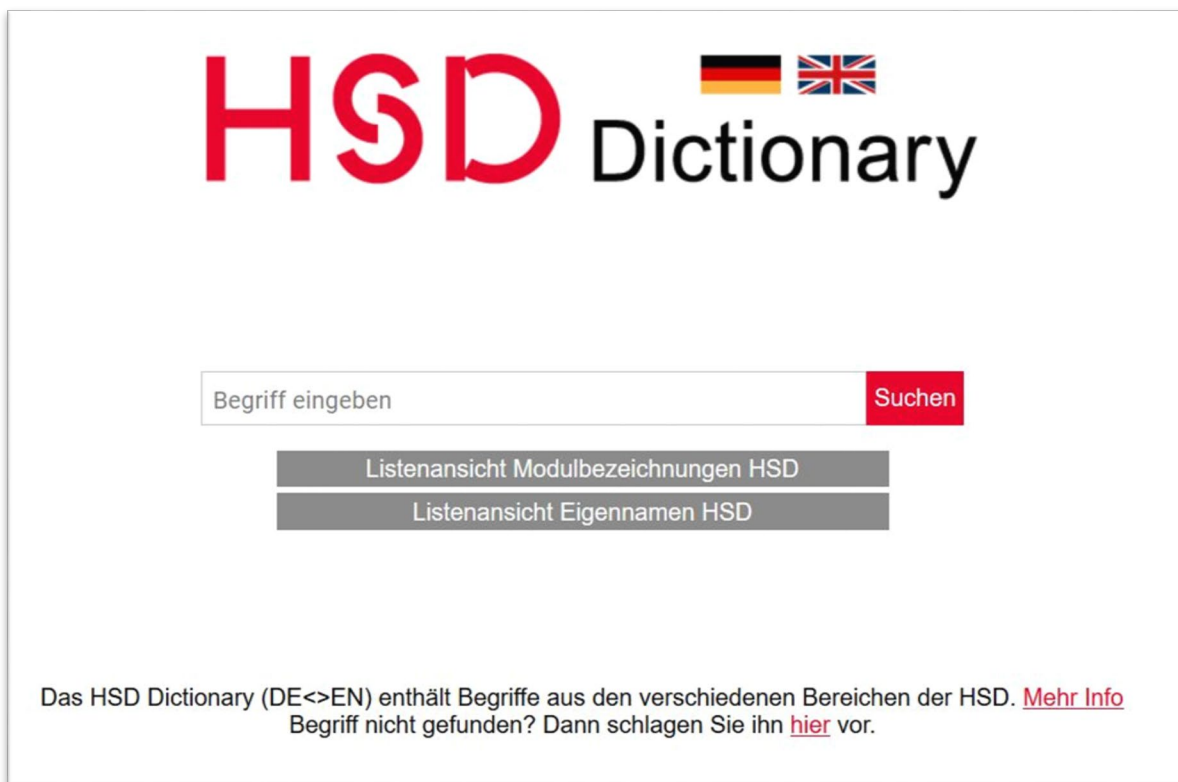 HSD Dictionary
Begriff eingeben Suchen
Listenansicht Modulbezeichnungen HSD
Listenansicht Eigennamen HSD
Das HSD Dictionary (DE<>EN) enthält Begriffe aus den verschiedenen Bereichen der HSD. Mehr Info
Begriff nicht gefunden? Dann schlagen Sie ihn hier vor.